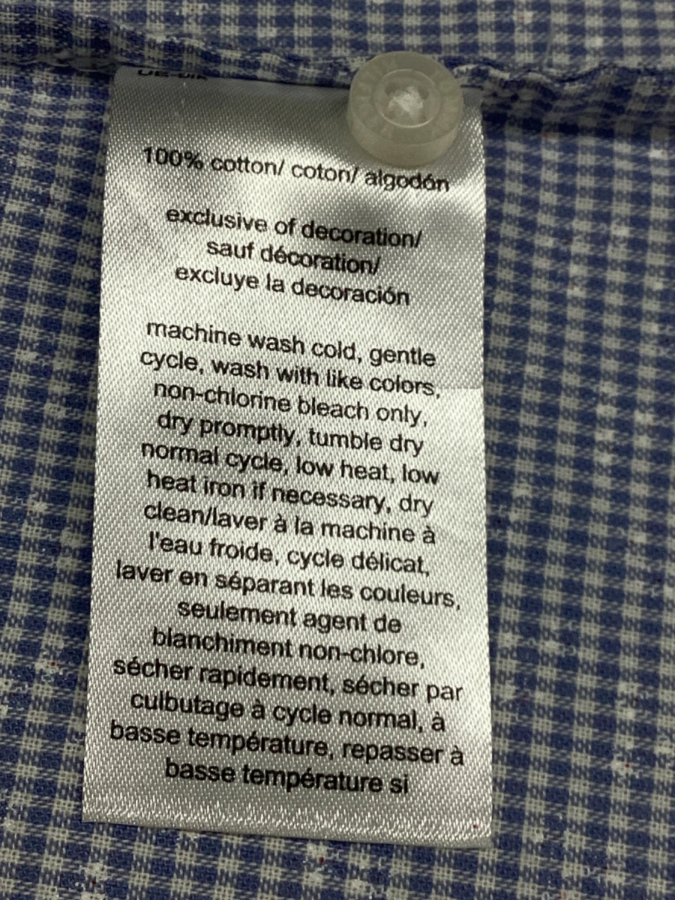 100% cotton/ coton/ algodón
exclusive of decoration/
sauf décoration/
excluye la decoración
machine wash cold, gentle
cycle, wash with like colors,
non-chlorine bleach only,
dry promptly, tumble dry
normal cycle, low heat, low
heat iron if necessary, dry
clean/laver à la machine à
l'eau froide, cycle délicat,
laver en séparant les couleurs,
seulement agent de
blanchiment non-chlore,
sécher rapidement, sécher par
culbutage à cycle normal, à
basse température, repasser à
basse température si